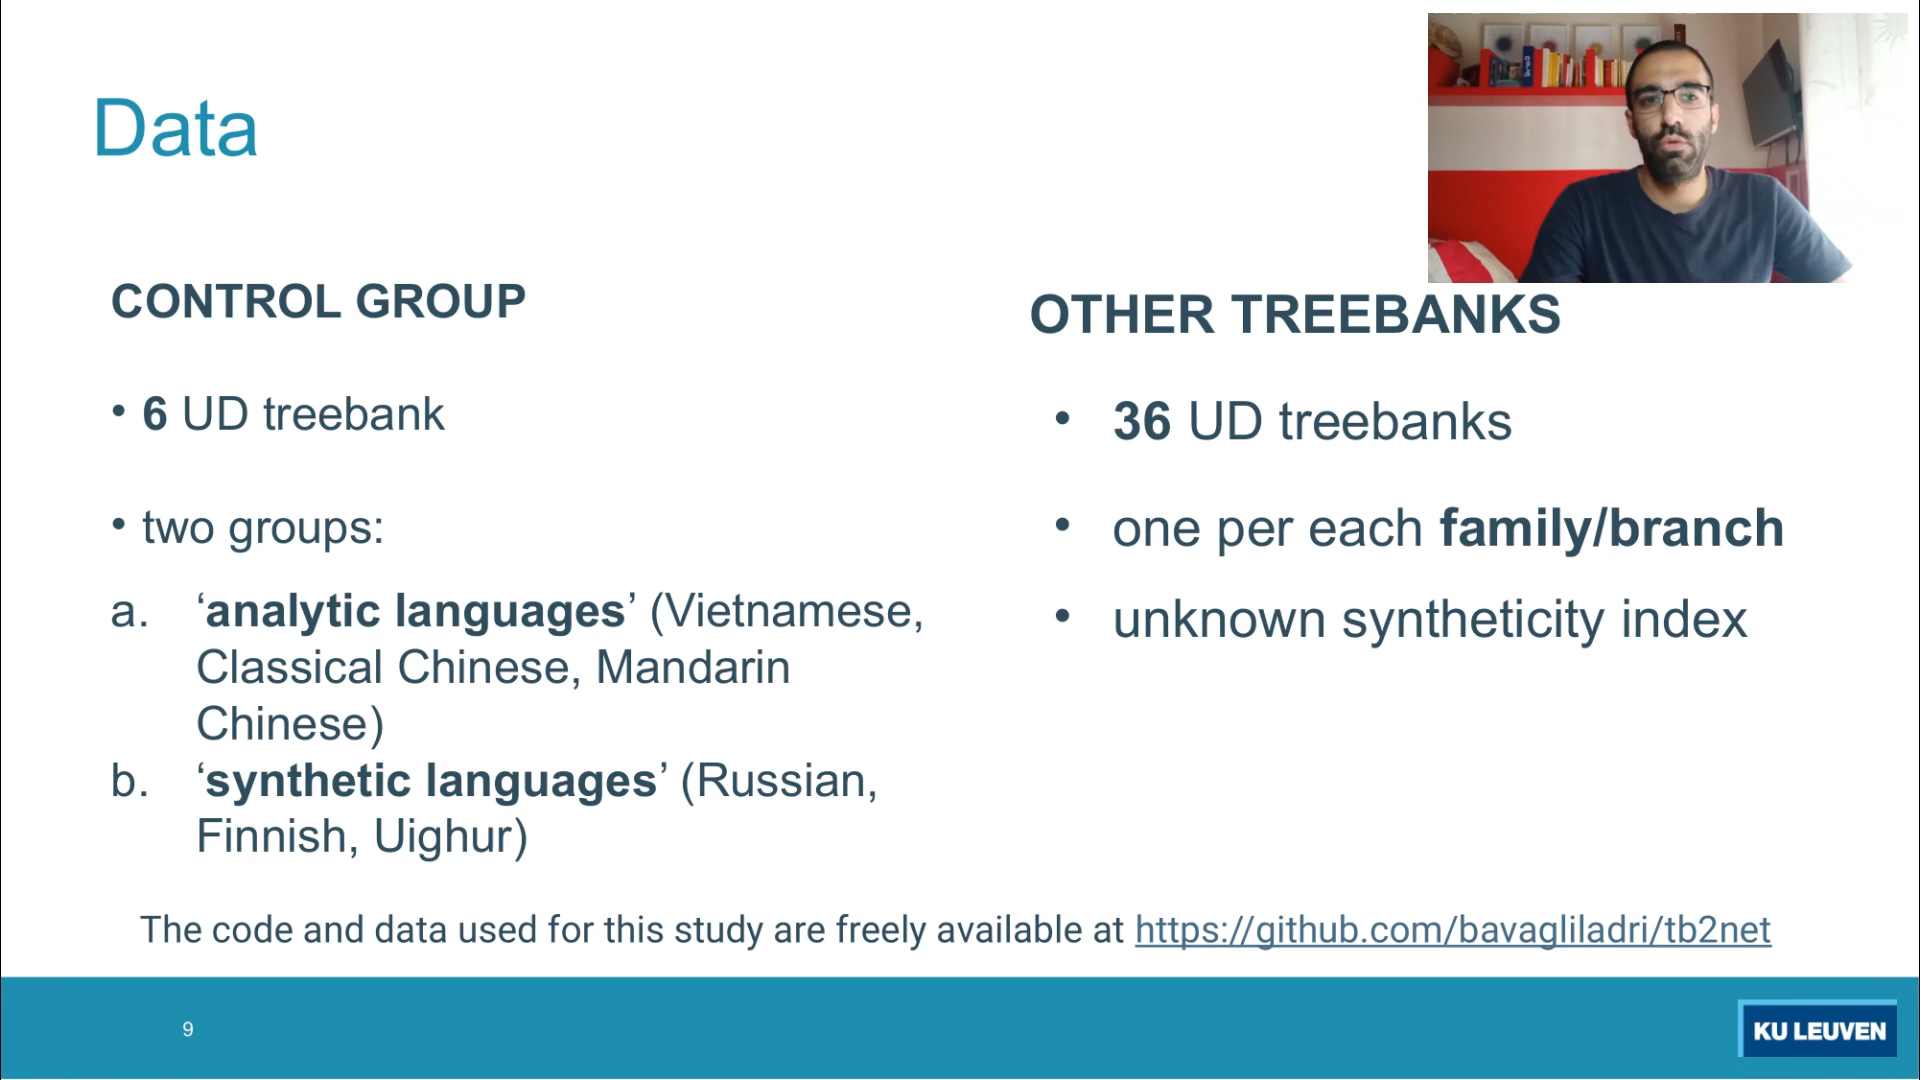 Data
CONTROL GROUP
• 6 UD treebank
• two groups:
a. ‘analytic languages’ (Vietnamese,
Classical Chinese, Mandarin
Chinese)
b. ‘synthetic languages’ (Russian,
Finnish, Uighur)
OTHER TREEBANKS
• 36 UD treebanks
• one per each family/branch
• unknown syntheticity index
The code and data used for this study are freely available at https://github.com/bavagliladri/tb2net
9
KU LEUVEN